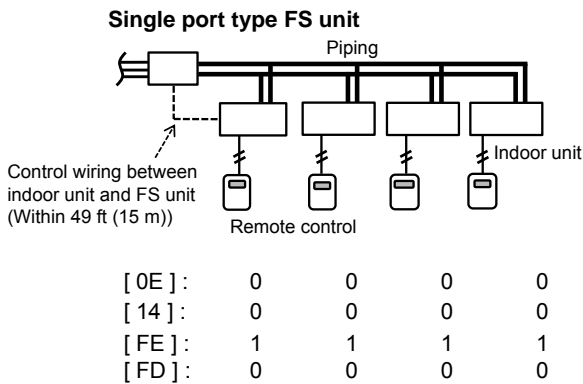 Single port type FS unit
Piping
Indoor unit
Control wiring between
indoor unit and FS unit
(Within 49 ft (15 m))
Remote control
[ 0E ] : 0 0 0 0
[ 14 ] : 0 0 0 0
[ FE ] : 1 1 1 1
[ FD ] : 0 0 0 0